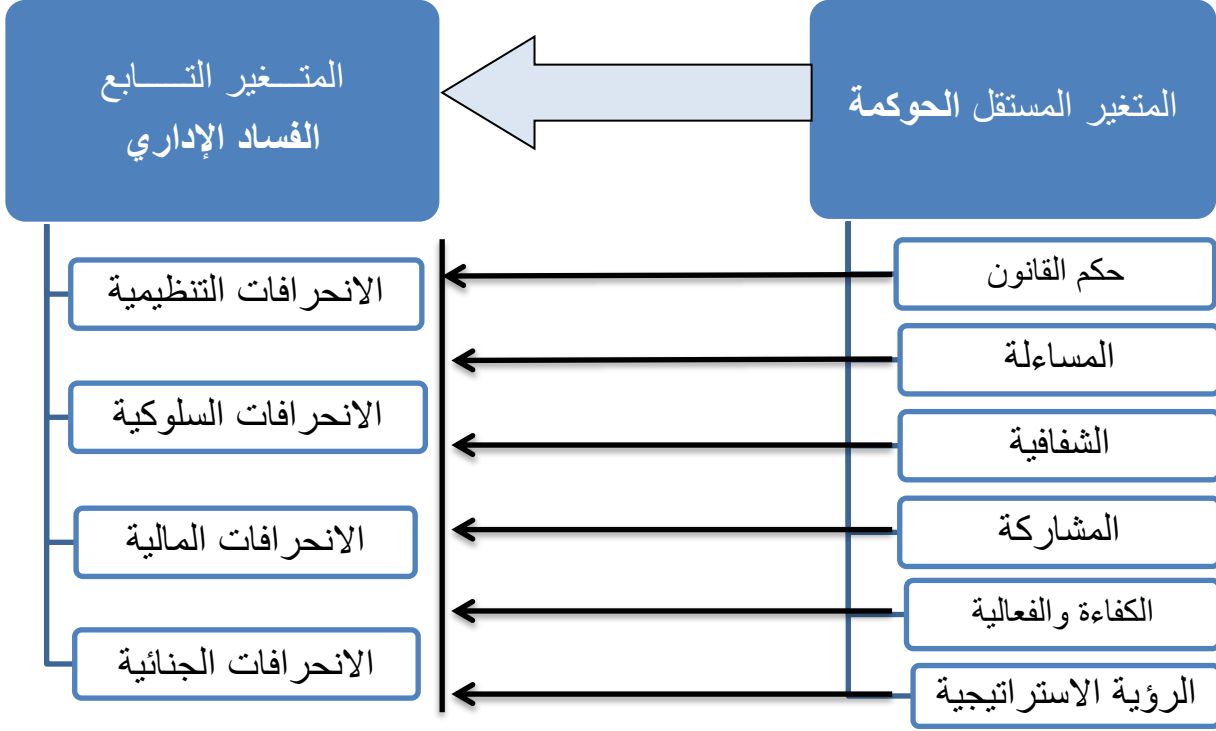 المتغير المستقل الحوكمة
حكم القانون
المساءلة
الشفافية
المشاركة
الكفاءة والفعالية
الرؤية الاستراتيجية
المتـــغير التـــــابع
الفساد الإداري
الانحرافات التنظيمية
الانحرافات السلوكية
الانحرافات المالية
الانحرافات الجنائية